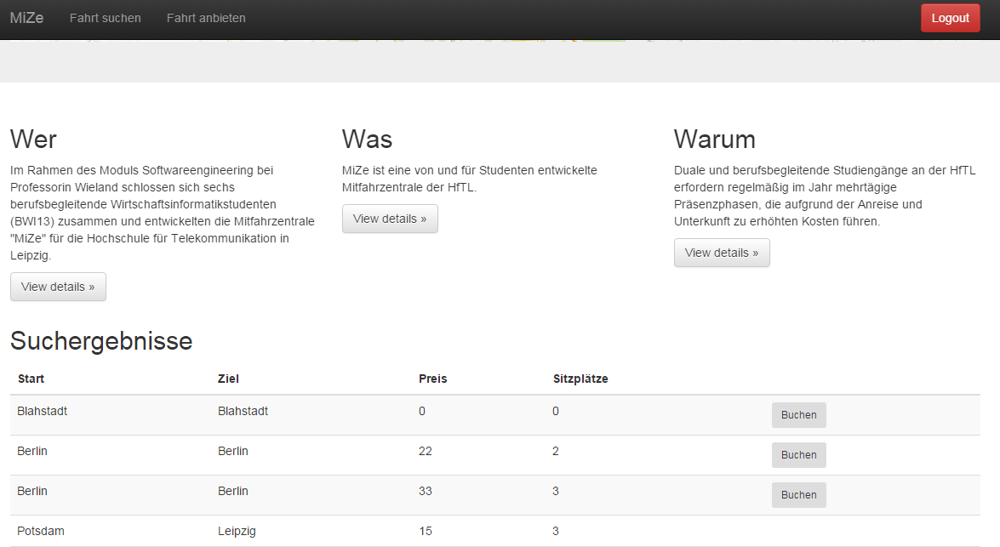 MiZe Fahrt suchen Fahrt anbieten Logout
Wer
Im Rahmen des Moduls Softwareengineering bei
Professorin Wieland schlossen sich sechs
berufsbegleitende Wirtschaftsinformatikstudenten
(BWI13) zusammen und entwickelten die Mitfahrzentrale
"MiZe" für die Hochschule für Telekommunikation in
Leipzig.
View details »
Was
MiZe ist eine von und für Studenten entwickelte
Mitfahrzentrale der HfTL.
View details »
Warum
Duale und berufsbegleitende Studiengänge an der HfTL
erfordern regelmäßig im Jahr mehrtägige
Präsenzphasen, die aufgrund der Anreise und
Unterkunft zu erhöhten Kosten führen.
View details »
Suchergebnisse
Start Ziel Preis Sitzplätze
Blahstadt Blahstadt 0 0 Buchen
Berlin Berlin 22 2 Buchen
Berlin Berlin 33 3 Buchen
Potsdam Leipzig 15 3